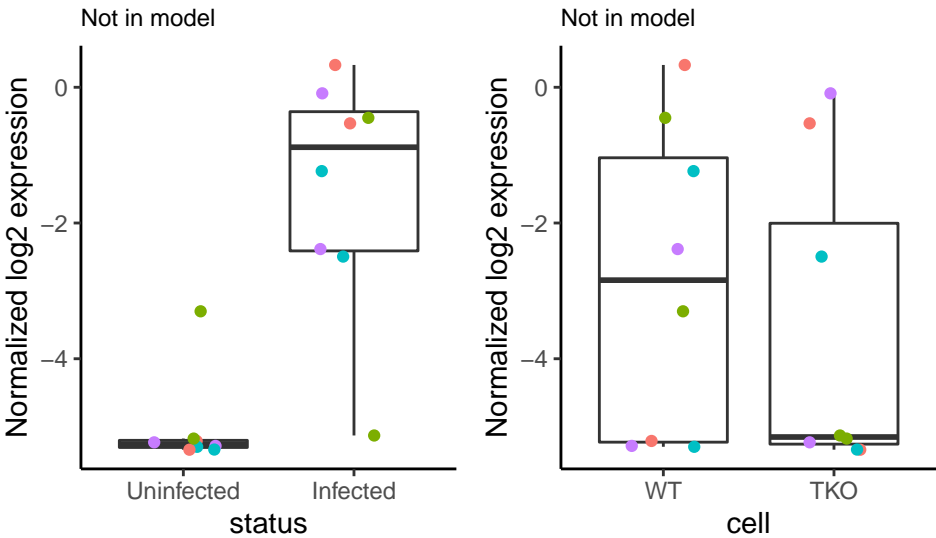 Not in model
Normalized log2 expression
0
−2
−4
Uninfected
Infected
status
Not in model
Normalized log2 expression
0
−2
−4
WT
TKO
cell